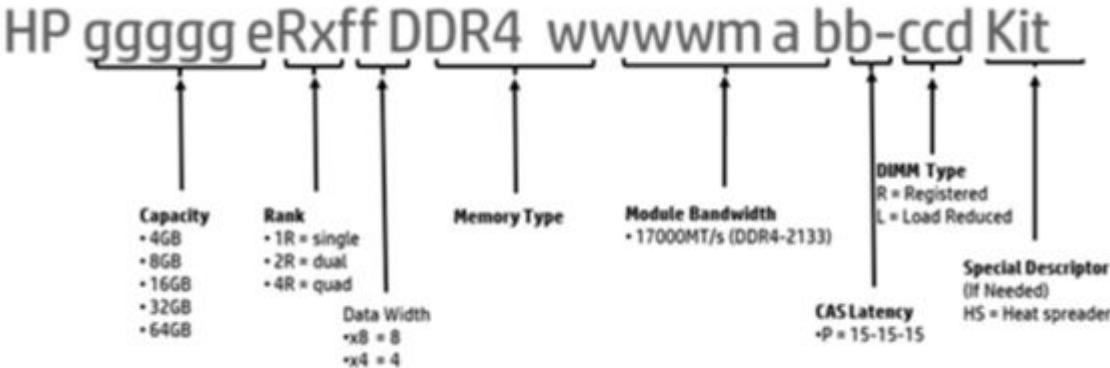 HP ggggg eRxff DDR4 wwwwm a bb-ccd Kit
Capacity
• 4GB
• 8GB
• 16GB
• 32GB
• 64GB
Rank
• 1R = single
• 2R = dual
• 4R = quad
Data Width
•x8 = 8
•x4 = 4
Memory Type
Module Bandwidth
• 17000MT/s (DDR4-2133)
CAS Latency
•P = 15-15-15
DIMM Type
R = Registered
L = Load Reduced
Special Descriptor
(If Needed)
HS = Heat spreader